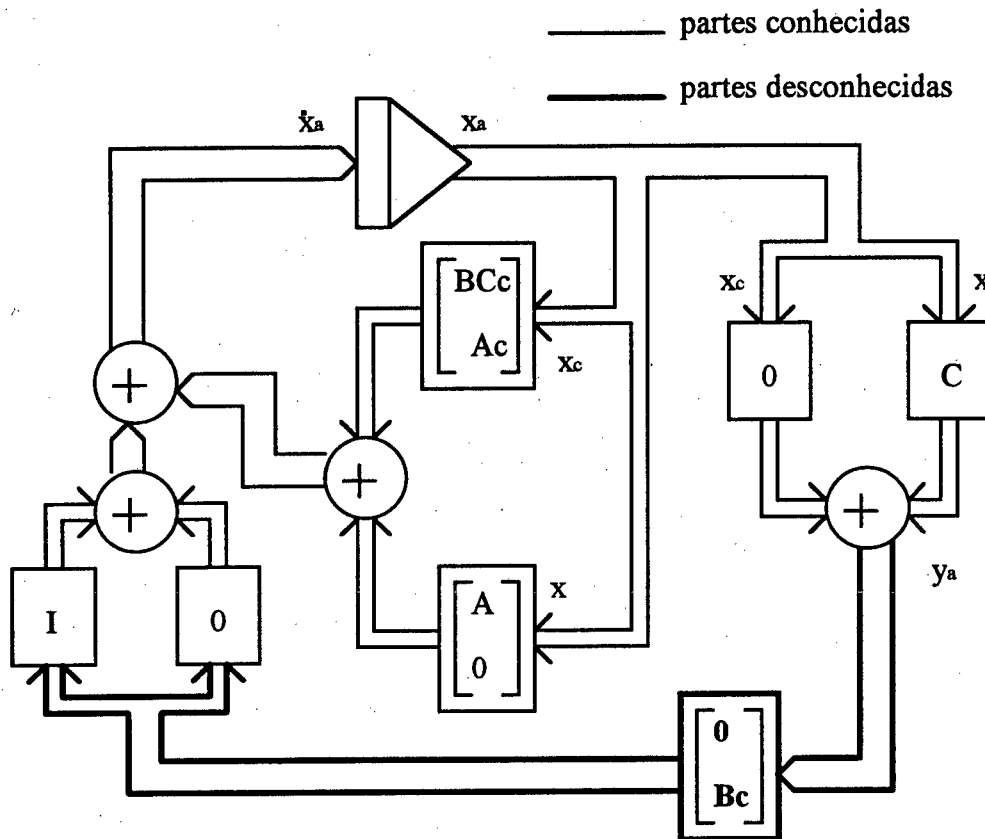 partes conhecidas
partes desconhecidas
ẋa
xa
BCc
Ac
xc
xc
x
0
C
+
+
+
+
ya
I
0
A
0
x
0
Bc